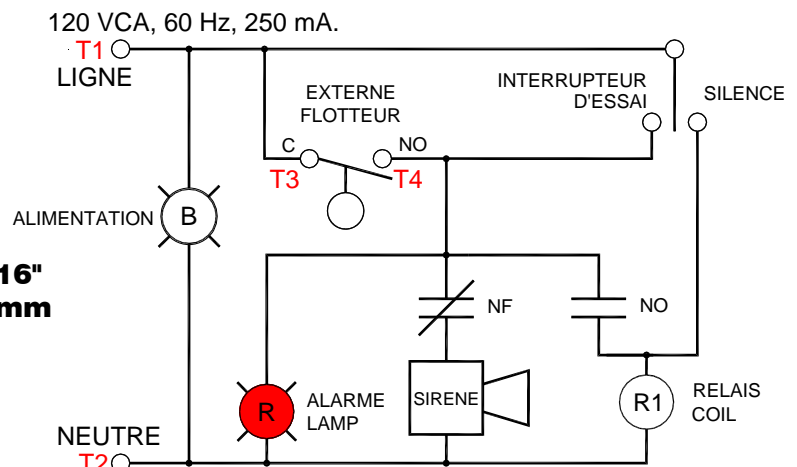 120 VCA, 60 Hz, 250 mA.
T1
LIGNE
EXTERNE
FLOTTEUR
INTERRUPTEUR
D'ESSAI
SILENCE
C
NO
T3
T4
ALIMENTATION
B
16"
mm
NF
NO
R
ALARME
LAMP
SIRENE
R1
RELAIS
COIL
NEUTRE
T2